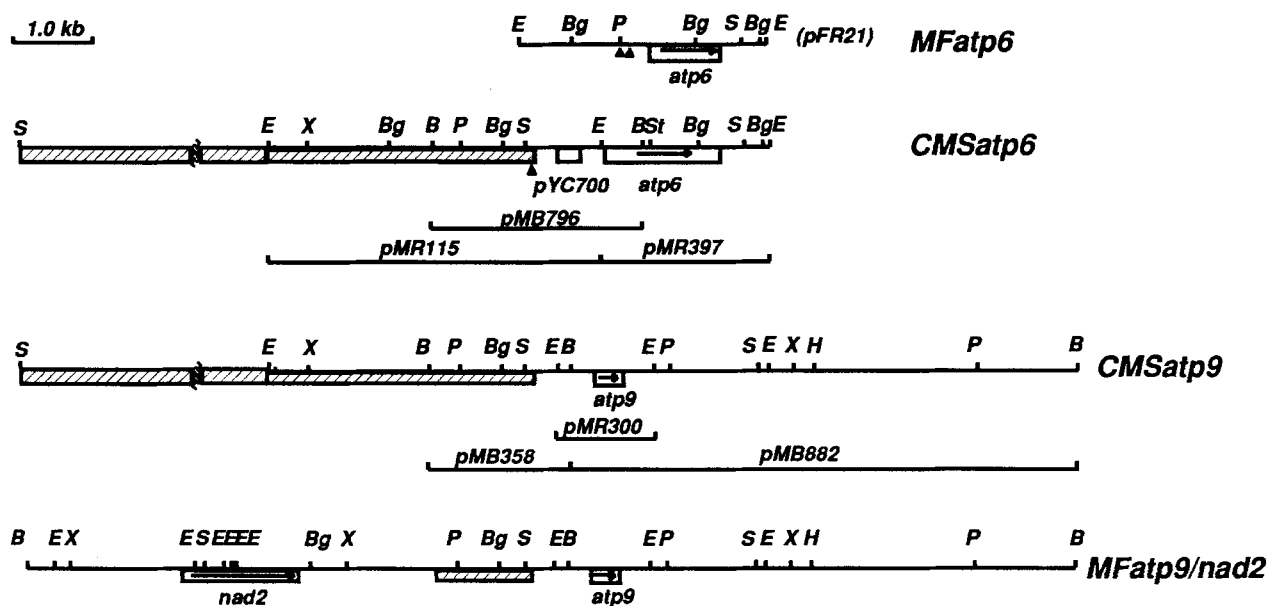 1.0 kb
E Bg P Bg S Bg E (pFR21) MFatp6
atp6
S E X Bg B P Bg S E B St Bg S Bg E CMSatp6
pYC700 atp6
pMB796
pMR115 pMR397
S E X B P Bg S E B E P S E X H P B CMSatp9
atp9
pMR300
pMB358 pMB882
B E X E S E E E E Bg X P Bg S E B E P S E X H P B MFatp9/nad2
nad2 atp9